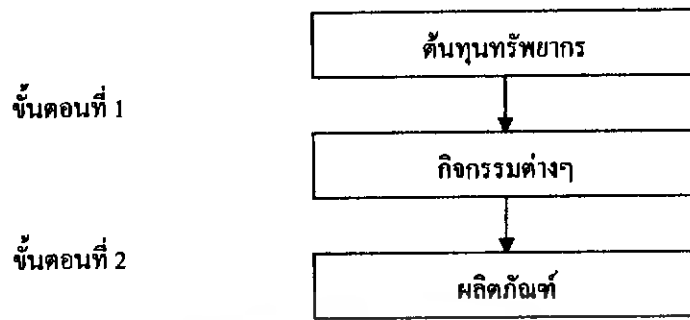 ต้นทุนทรัพยากร
ขั้นตอนที่ 1
กิจกรรมต่างๆ
ขั้นตอนที่ 2
ผลิตภัณฑ์